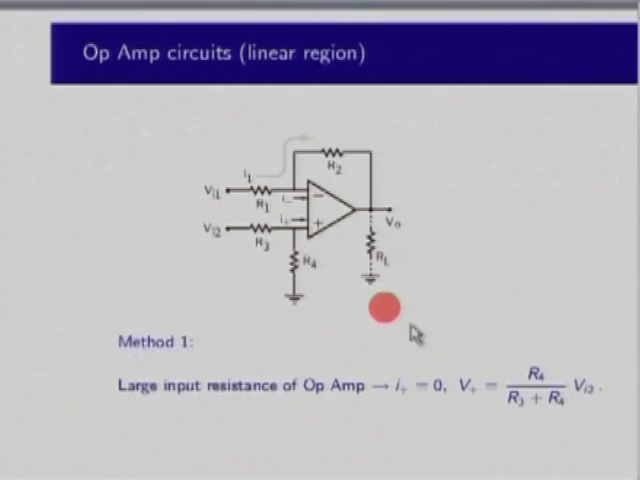 Op Amp circuits (linear region)
R₂
i₁
Vᵢ₁
R₁
i₋
−
Vᵢ₂
R₃
i₊
+
Vₒ
R₄
R_L
Method 1:
Large input resistance of Op Amp → i₊ = 0, V₊ = R₄ / (R₃ + R₄) Vᵢ₂ .